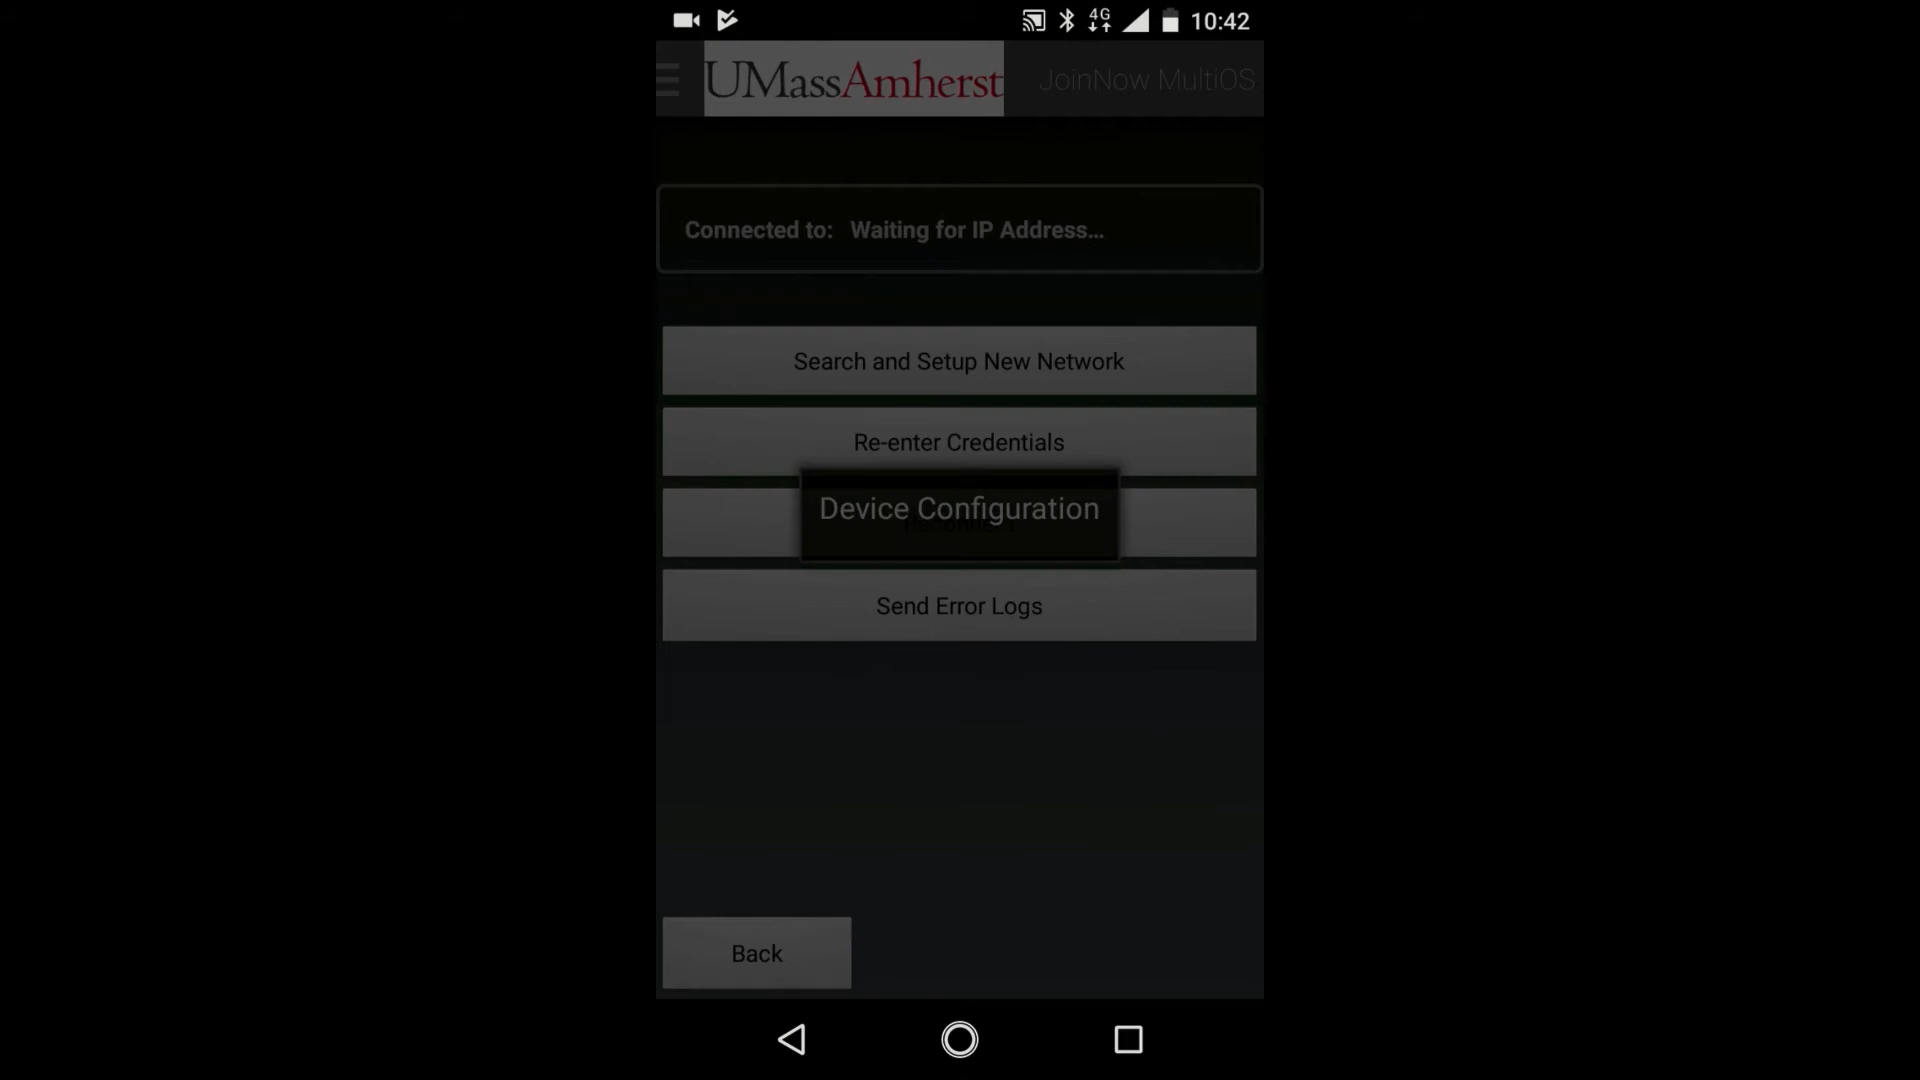 4G 10:42
UMassAmherst JoinNow MultiOS
Connected to: Waiting for IP Address...
Search and Setup New Network
Re-enter Credentials
Device Configuration
Send Error Logs
Back